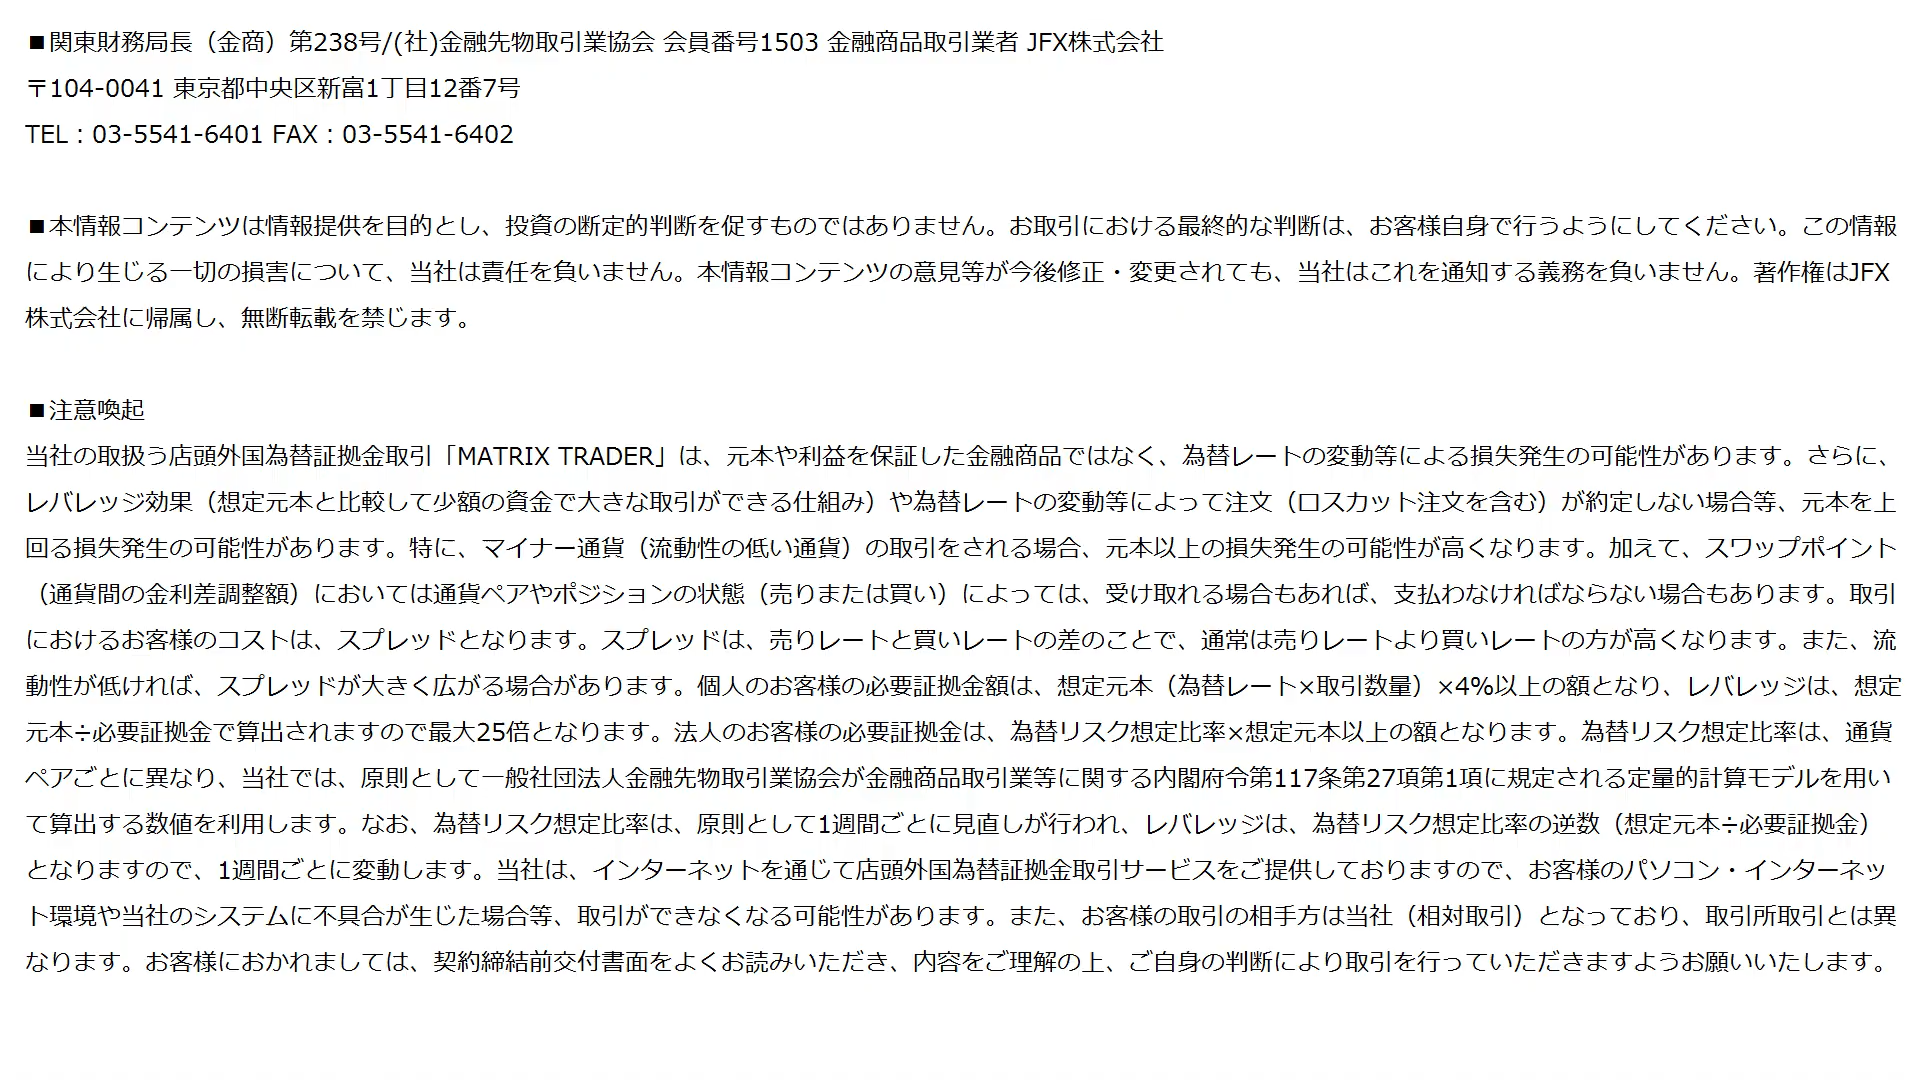 ■関東財務局長（金商）第238号/(社)金融先物取引業協会 会員番号1503 金融商品取引業者 JFX株式会社
〒104-0041 東京都中央区新富1丁目12番7号
TEL：03-5541-6401 FAX：03-5541-6402
■本情報コンテンツは情報提供を目的とし、投資の断定的判断を促すものではありません。お取引における最終的な判断は、お客様自身で行うようにしてください。この情報
により生じる一切の損害について、当社は責任を負いません。本情報コンテンツの意見等が今後修正・変更されても、当社はこれを通知する義務を負いません。著作権はJFX
株式会社に帰属し、無断転載を禁じます。
■注意喚起
当社の取扱う店頭外国為替証拠金取引「MATRIX TRADER」は、元本や利益を保証した金融商品ではなく、為替レートの変動等による損失発生の可能性があります。さらに、
レバレッジ効果（想定元本と比較して少額の資金で大きな取引ができる仕組み）や為替レートの変動等によって注文（ロスカット注文を含む）が約定しない場合等、元本を上
回る損失発生の可能性があります。特に、マイナー通貨（流動性の低い通貨）の取引をされる場合、元本以上の損失発生の可能性が高くなります。加えて、スワップポイント
（通貨間の金利差調整額）においては通貨ペアやポジションの状態（売りまたは買い）によっては、受け取れる場合もあれば、支払わなければならない場合もあります。取引
におけるお客様のコストは、スプレッドとなります。スプレッドは、売りレートと買いレートの差のことで、通常は売りレートより買いレートの方が高くなります。また、流
動性が低ければ、スプレッドが大きく広がる場合があります。個人のお客様の必要証拠金額は、想定元本（為替レート×取引数量）×4%以上の額となり、レバレッジは、想定
元本÷必要証拠金で算出されますので最大25倍となります。法人のお客様の必要証拠金は、為替リスク想定比率×想定元本以上の額となります。為替リスク想定比率は、通貨
ペアごとに異なり、当社では、原則として一般社団法人金融先物取引業協会が金融商品取引業等に関する内閣府令第117条第27項第1項に規定される定量的計算モデルを用い
て算出する数値を利用します。なお、為替リスク想定比率は、原則として1週間ごとに見直しが行われ、レバレッジは、為替リスク想定比率の逆数（想定元本÷必要証拠金）
となりますので、1週間ごとに変動します。当社は、インターネットを通じて店頭外国為替証拠金取引サービスをご提供しておりますので、お客様のパソコン・インターネッ
ト環境や当社のシステムに不具合が生じた場合等、取引ができなくなる可能性があります。また、お客様の取引の相手方は当社（相対取引）となっており、取引所取引とは異
なります。お客様におかれましては、契約締結前交付書面をよくお読みいただき、内容をご理解の上、ご自身の判断により取引を行っていただきますようお願いいたします。